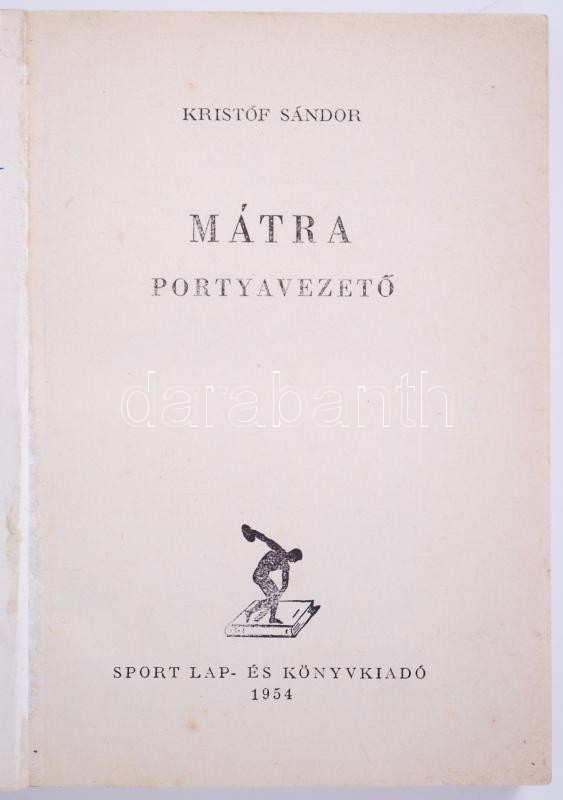 KRISTÓF SÁNDOR
MÁTRA
PORTYAVEZETŐ
darabanth
SPORT LAP- ÉS KÖNYVKIADÓ
1954